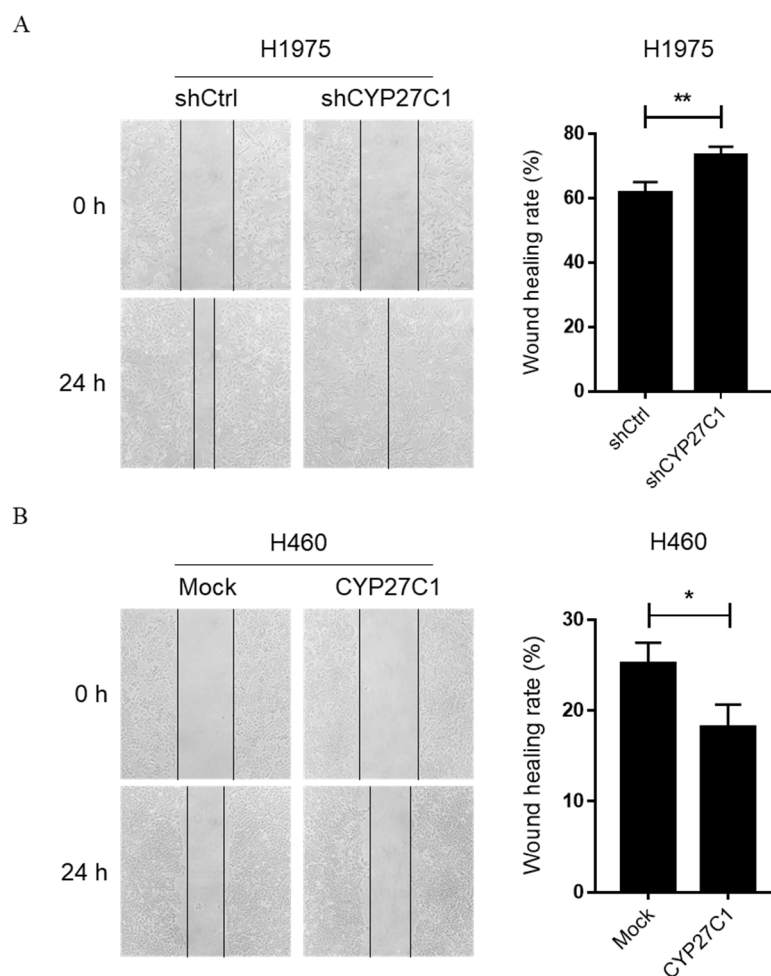 A
H1975
shCtrl shCYP27C1
0 h
24 h
H1975
**
Wound healing rate (%)
80
60
40
20
0
shCtrl
shCYP27C1
B
H460
Mock CYP27C1
0 h
24 h
H460
*
Wound healing rate (%)
30
20
10
0
Mock
CYP27C1